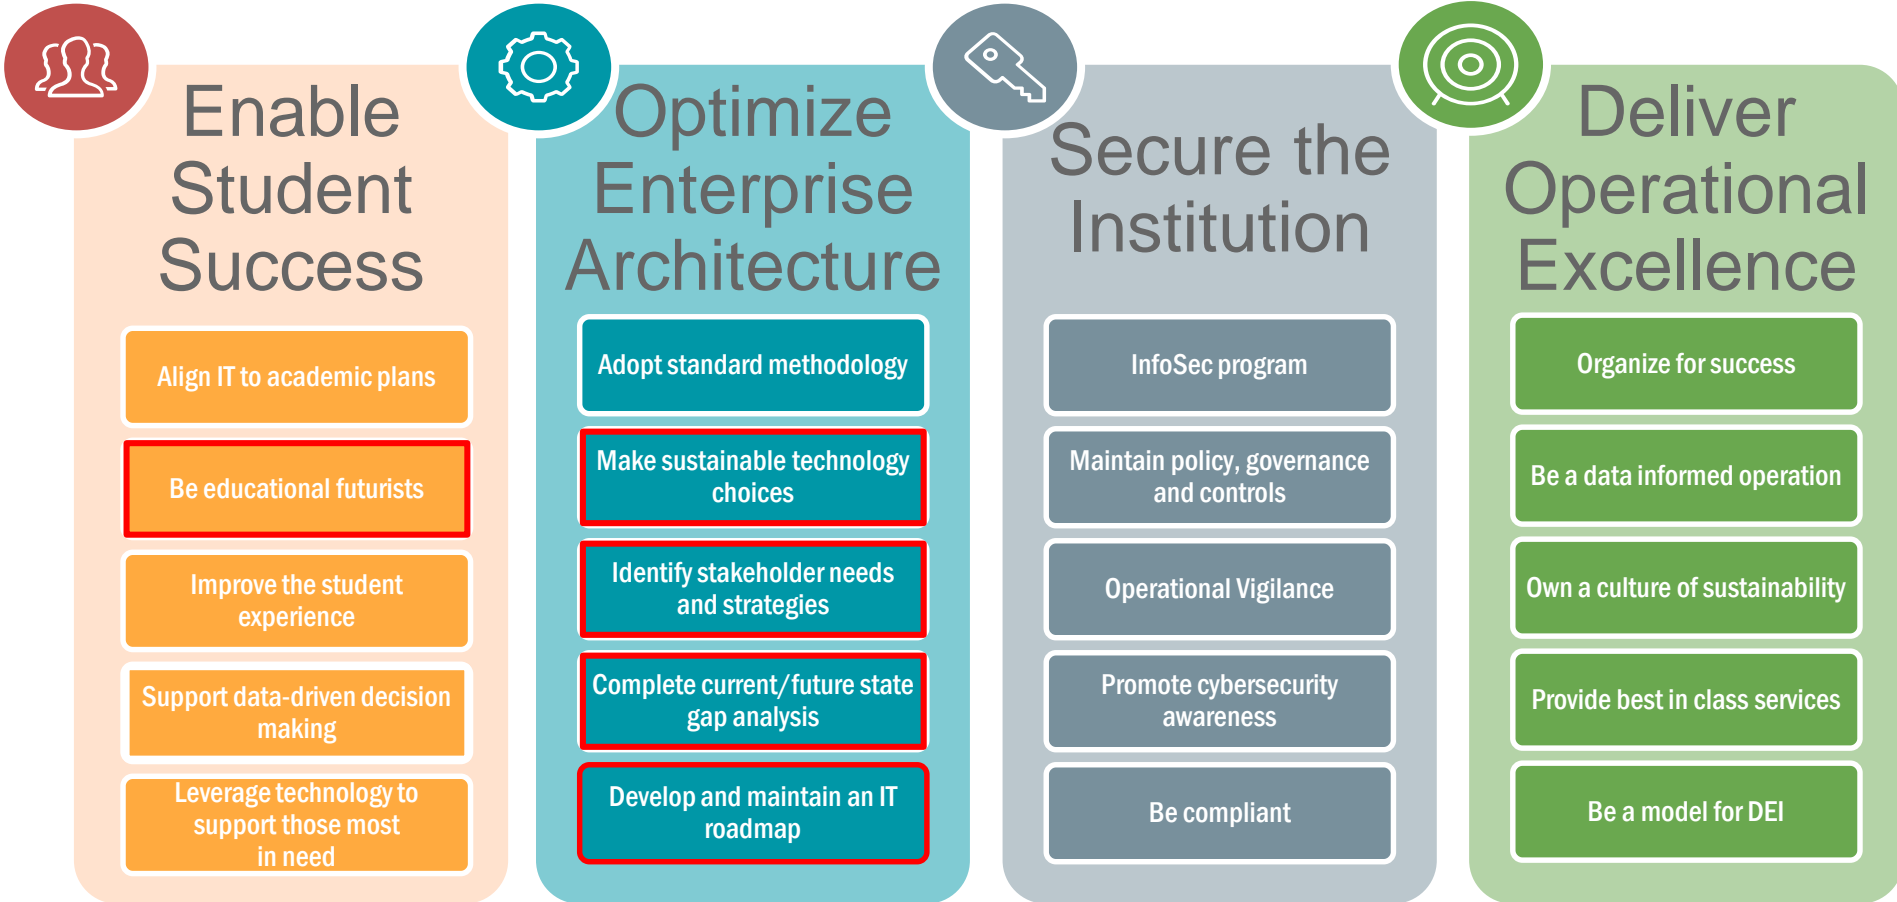 Enable
Student
Success
Align IT to academic plans
Be educational futurists
Improve the student
experience
Support data-driven decision
making
Leverage technology to
support those most
in need
Optimize
Enterprise
Architecture
Adopt standard methodology
Make sustainable technology
choices
Identify stakeholder needs
and strategies
Complete current/future state
gap analysis
Develop and maintain an IT
roadmap
Secure the
Institution
InfoSec program
Maintain policy, governance
and controls
Operational Vigilance
Promote cybersecurity
awareness
Be compliant
Deliver
Operational
Excellence
Organize for success
Be a data informed operation
Own a culture of sustainability
Provide best in class services
Be a model for DEI